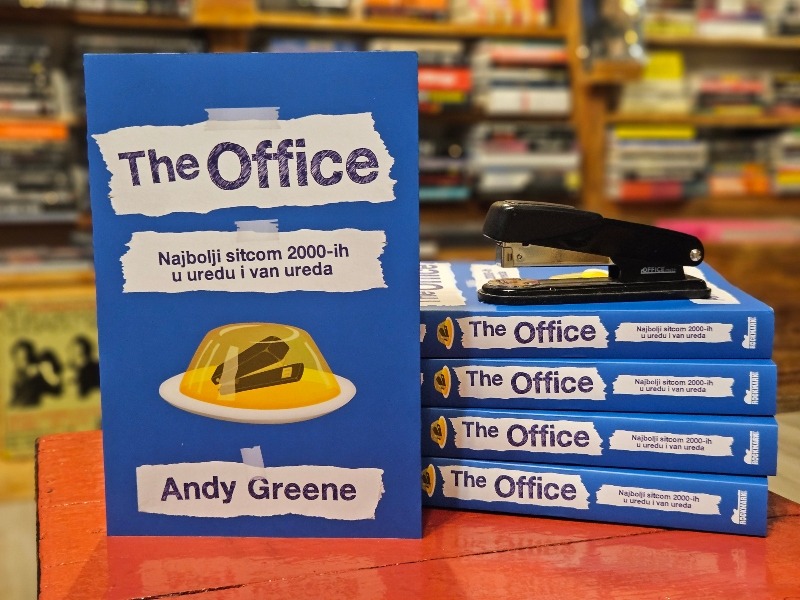 The Office
Najbolji sitcom 2000-ih
u uredu i van ureda
Andy Greene
OFFICE
The Office
Najbolji sitcom 2000-ih
u uredu i van ureda
The Office
Najbolji sitcom 2000-ih
u uredu i van ureda
The Office
Najbolji sitcom 2000-ih
u uredu i van ureda
The Office
Najbolji sitcom 2000-ih
u uredu i van ureda